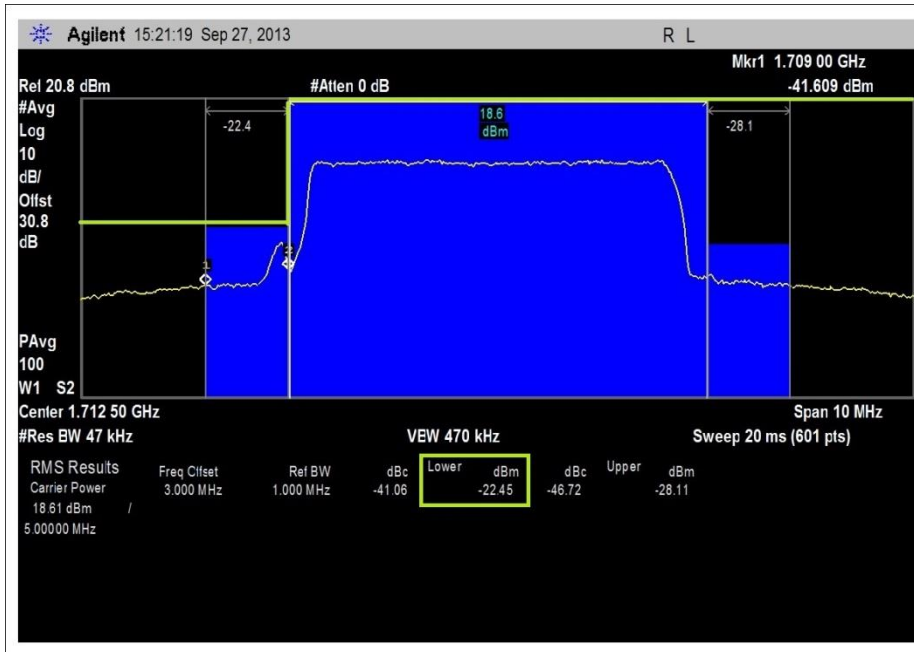 Agilent 15:21:19 Sep 27, 2013 R L
Mkr1 1.709 00 GHz
Ref 20.8 dBm #Atten 0 dB -41.609 dBm
#Avg
Log
10
dB/
Offst
30.8
dB
-22.4
18.6
dBm
-28.1
1
2
PAvg
100
W1 S2
Center 1.712 50 GHz Span 10 MHz
#Res BW 47 kHz VBW 470 kHz Sweep 20 ms (601 pts)
RMS Results Freq Offset Ref BW dBc Lower dBm dBc Upper dBm
Carrier Power 3.000 MHz 1.000 MHz -41.06 -22.45 -46.72 -28.11
18.61 dBm /
5.00000 MHz